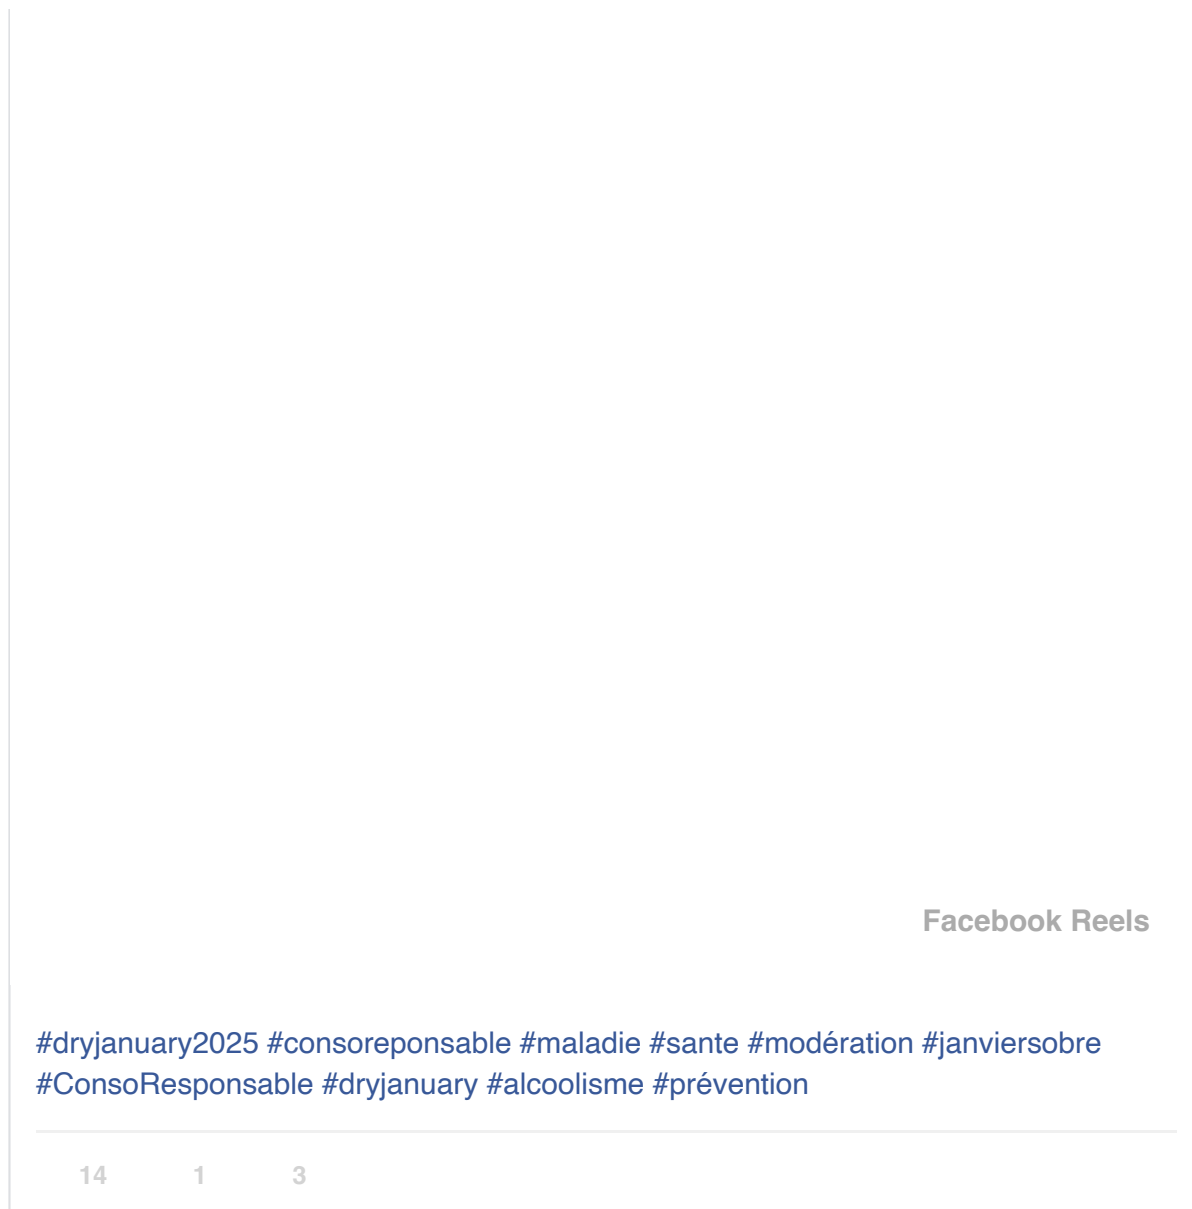 Facebook Reels
#dryjanuary2025 #consoreponsable #maladie #sante #modération #janviersobre
#ConsoResponsable #dryjanuary #alcoolisme #prévention
14 1 3